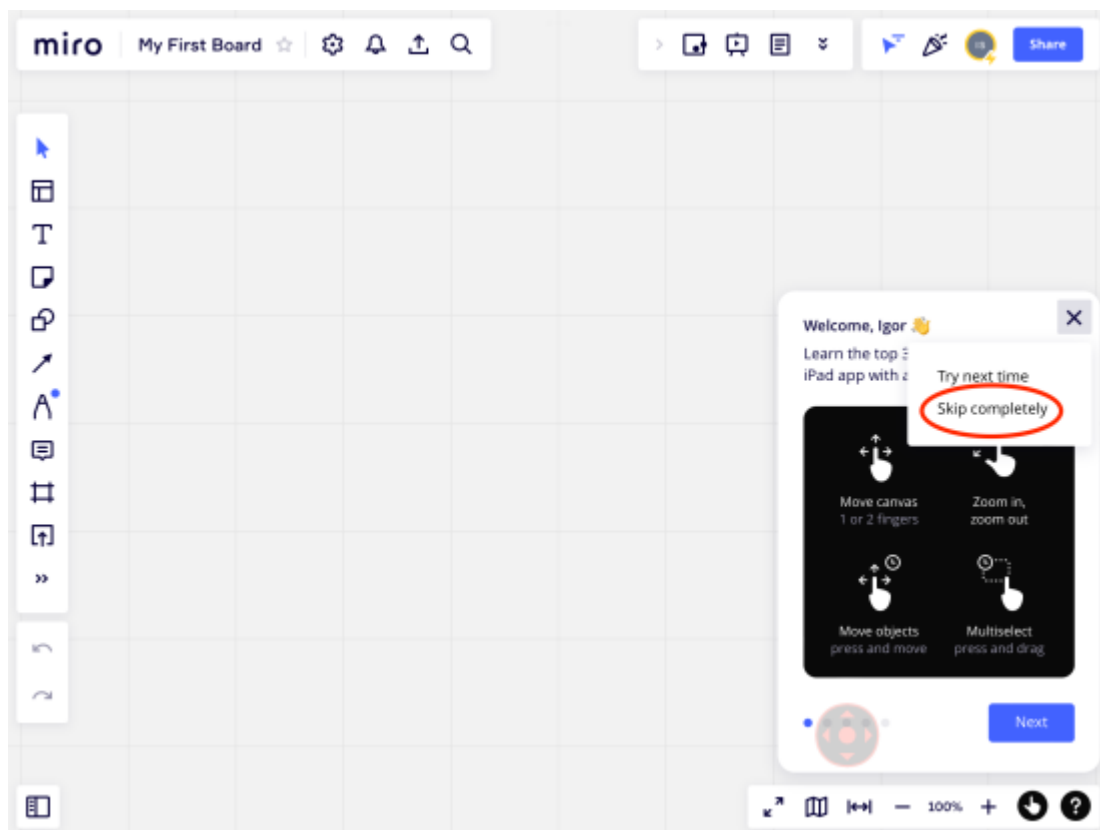 miro My First Board Share
Welcome, Igor 👋
Learn the top
iPad app with a
Try next time
Skip completely
Move canvas
1 or 2 fingers
Zoom in,
zoom out
Move objects
press and move
Multiselect
press and drag
Next
100%